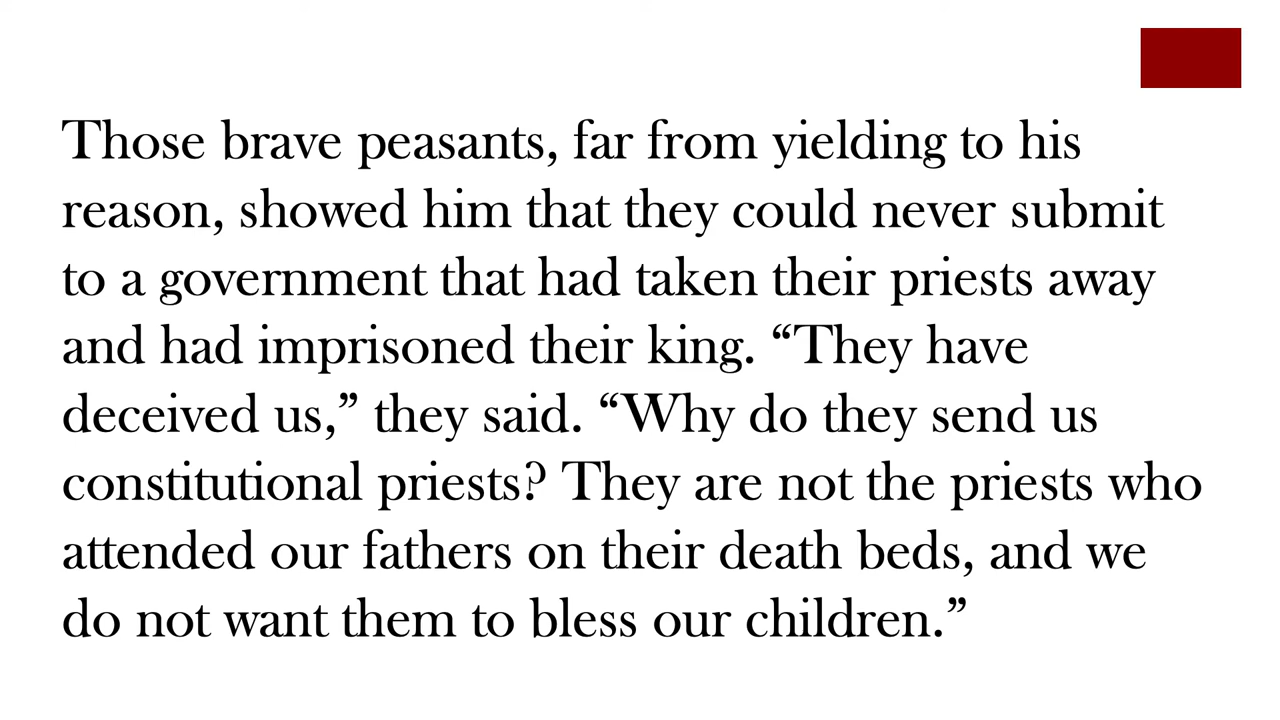 Those brave peasants, far from yielding to his
reason, showed him that they could never submit
to a government that had taken their priests away
and had imprisoned their king. “They have
deceived us,” they said. “Why do they send us
constitutional priests? They are not the priests who
attended our fathers on their death beds, and we
do not want them to bless our children.”